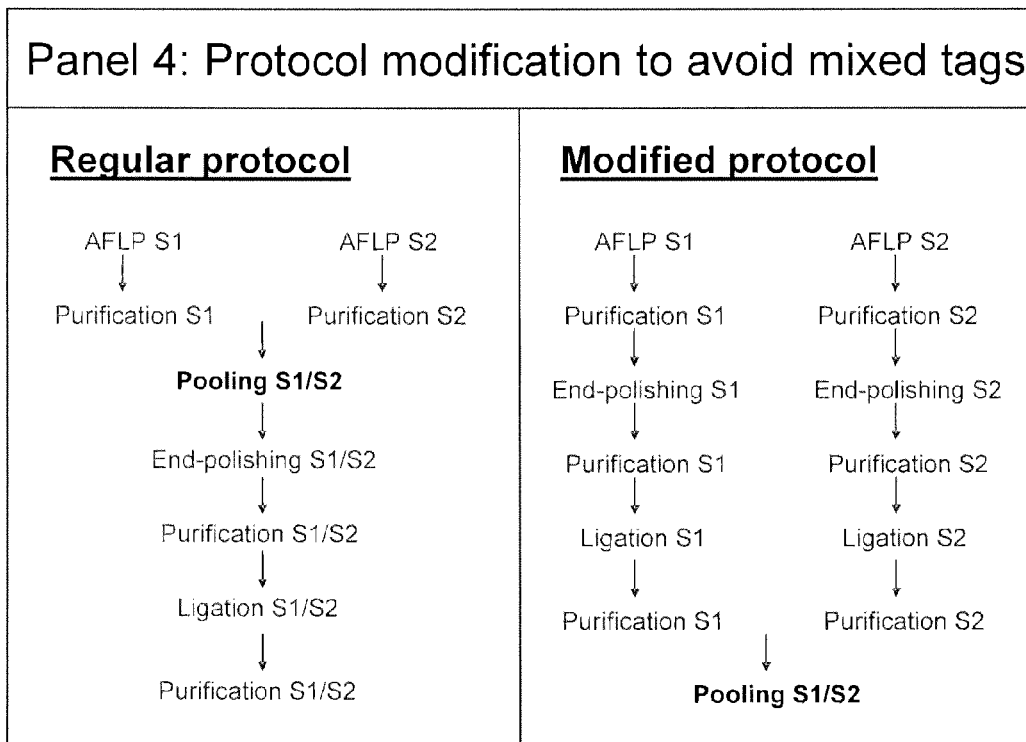 Panel 4: Protocol modification to avoid mixed tags
Regular protocol
AFLP S1 AFLP S2
Purification S1 Purification S2
Pooling S1/S2
End-polishing S1/S2
Purification S1/S2
Ligation S1/S2
Purification S1/S2
Modified protocol
AFLP S1 AFLP S2
Purification S1 Purification S2
End-polishing S1 End-polishing S2
Purification S1 Purification S2
Ligation S1 Ligation S2
Purification S1 Purification S2
Pooling S1/S2